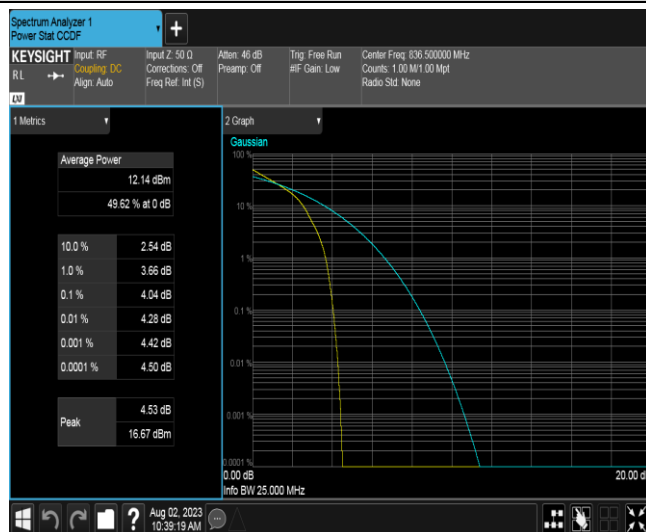 Spectrum Analyzer 1
Power Stat CCDF
+
KEYSIGHT
RL
LXI
Input: RF
Coupling: DC
Align: Auto
Input Z: 50 Ω
Corrections: Off
Freq Ref: Int (S)
Atten: 46 dB
Preamp: Off
Trig: Free Run
#IF Gain: Low
Center Freq: 836.500000 MHz
Counts: 1.00 M/1.00 Mpt
Radio Std: None
1 Metrics
Average Power
12.14 dBm
49.62 % at 0 dB
10.0 % 2.54 dB
1.0 % 3.66 dB
0.1 % 4.04 dB
0.01 % 4.28 dB
0.001 % 4.42 dB
0.0001 % 4.50 dB
Peak
4.53 dB
16.67 dBm
2 Graph
Gaussian
100 %
10 %
1 %
0.1 %
0.01 %
0.001 %
0.0001 %
0.00 dB
20.00 d
Info BW 25.000 MHz
?
Aug 02, 2023
10:39:19 AM